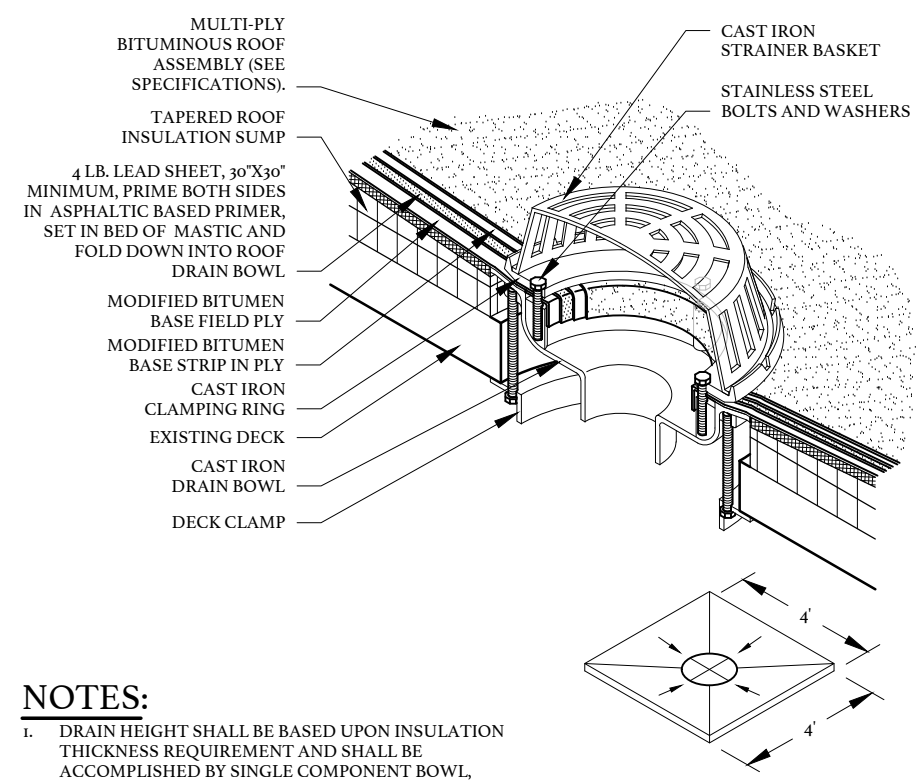 MULTI-PLY
BITUMINOUS ROOF
ASSEMBLY (SEE
SPECIFICATIONS).
TAPERED ROOF
INSULATION SUMP
4 LB. LEAD SHEET, 30"X30"
MINIMUM, PRIME BOTH SIDES
IN ASPHALTIC BASED PRIMER,
SET IN BED OF MASTIC AND
FOLD DOWN INTO ROOF
DRAIN BOWL
MODIFIED BITUMEN
BASE FIELD PLY
MODIFIED BITUMEN
BASE STRIP IN PLY
CAST IRON
CLAMPING RING
EXISTING DECK
CAST IRON
DRAIN BOWL
DECK CLAMP
CAST IRON
STRAINER BASKET
STAINLESS STEEL
BOLTS AND WASHERS
4'
4'
NOTES:
1. DRAIN HEIGHT SHALL BE BASED UPON INSULATION
THICKNESS REQUIREMENT AND SHALL BE
ACCOMPLISHED BY SINGLE COMPONENT BOWL,